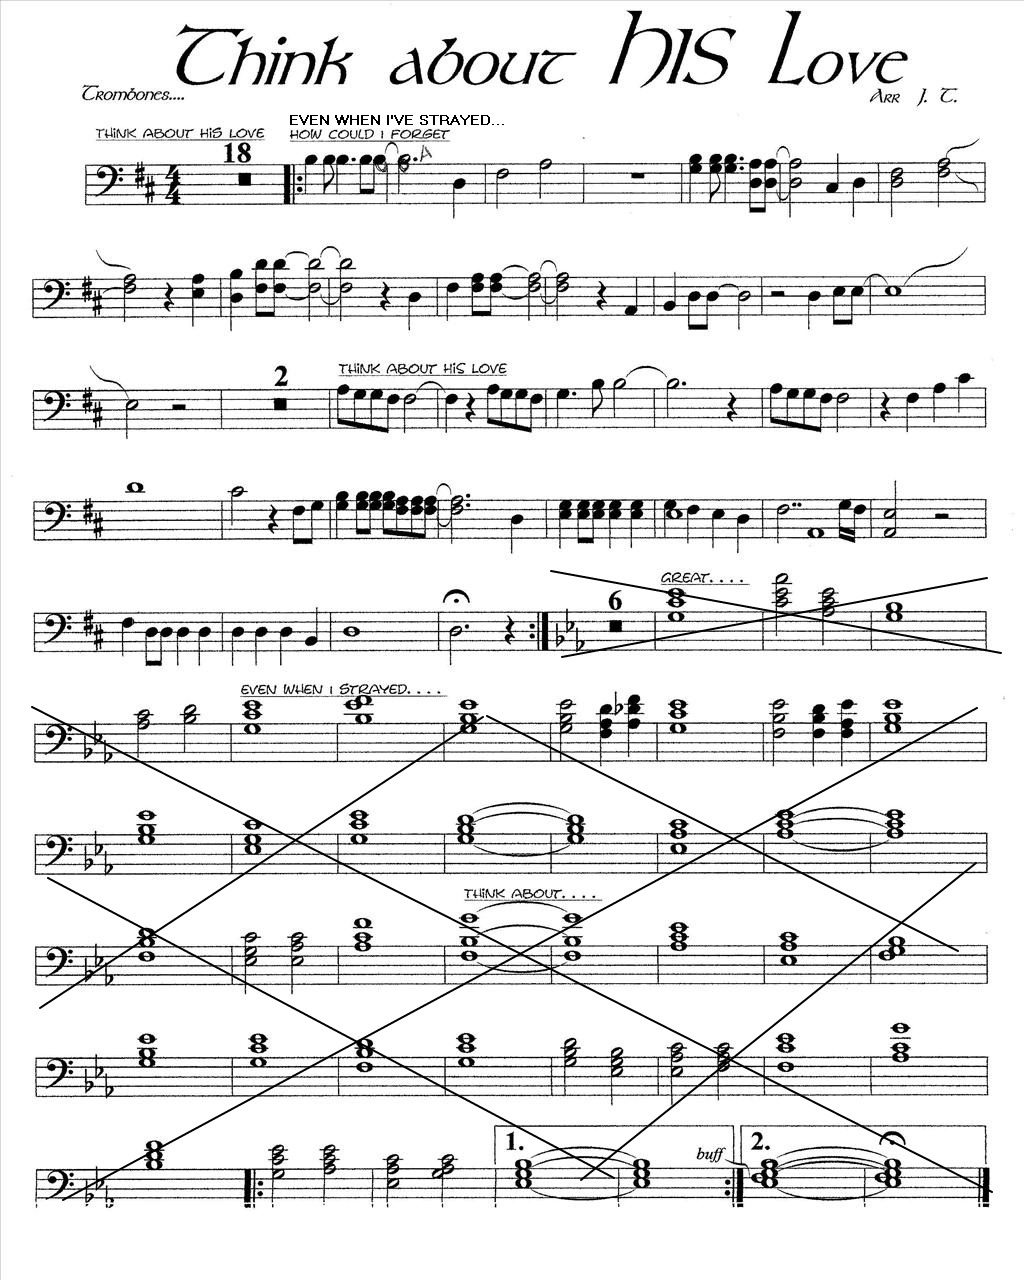 Think about HIS Love
Trombones....
Arr J. T.
EVEN WHEN I'VE STRAYED...
THINK ABOUT HIS LOVE
HOW COULD I FORGET
18
A
4
4
2
THINK ABOUT HIS LOVE
6
GREAT....
EVEN WHEN I STRAYED....
THINK ABOUT....
1.
buff
2.